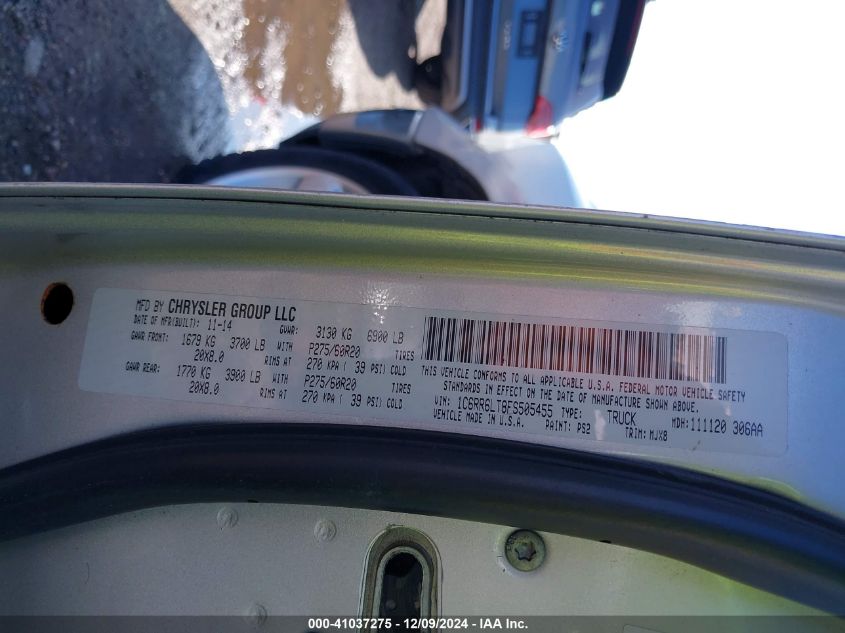 MFD BY CHRYSLER GROUP LLC
DATE OF MFR(BUILT): 11-14 GVWR: 3130 KG 6900 LB
GAWR FRONT: 1679 KG 3700 LB WITH P275/60R20 TIRES
20X8.0 RIMS AT 270 KPA ( 39 PSI) COLD
GAWR REAR: 1770 KG 3900 LB WITH P275/60R20 TIRES
20X8.0 RIMS AT 270 KPA ( 39 PSI) COLD
THIS VEHICLE CONFORMS TO ALL APPLICABLE U.S.A. FEDERAL MOTOR VEHICLE SAFETY
STANDARDS IN EFFECT ON THE DATE OF MANUFACTURE SHOWN ABOVE.
VIN: 1C6RR6LT8FS505455 TYPE: TRUCK MDH: 111120 306AA
VEHICLE MADE IN U.S.A. PAINT: PS2 TRIM: MJX8
000-41037275 - 12/09/2024 - IAA Inc.